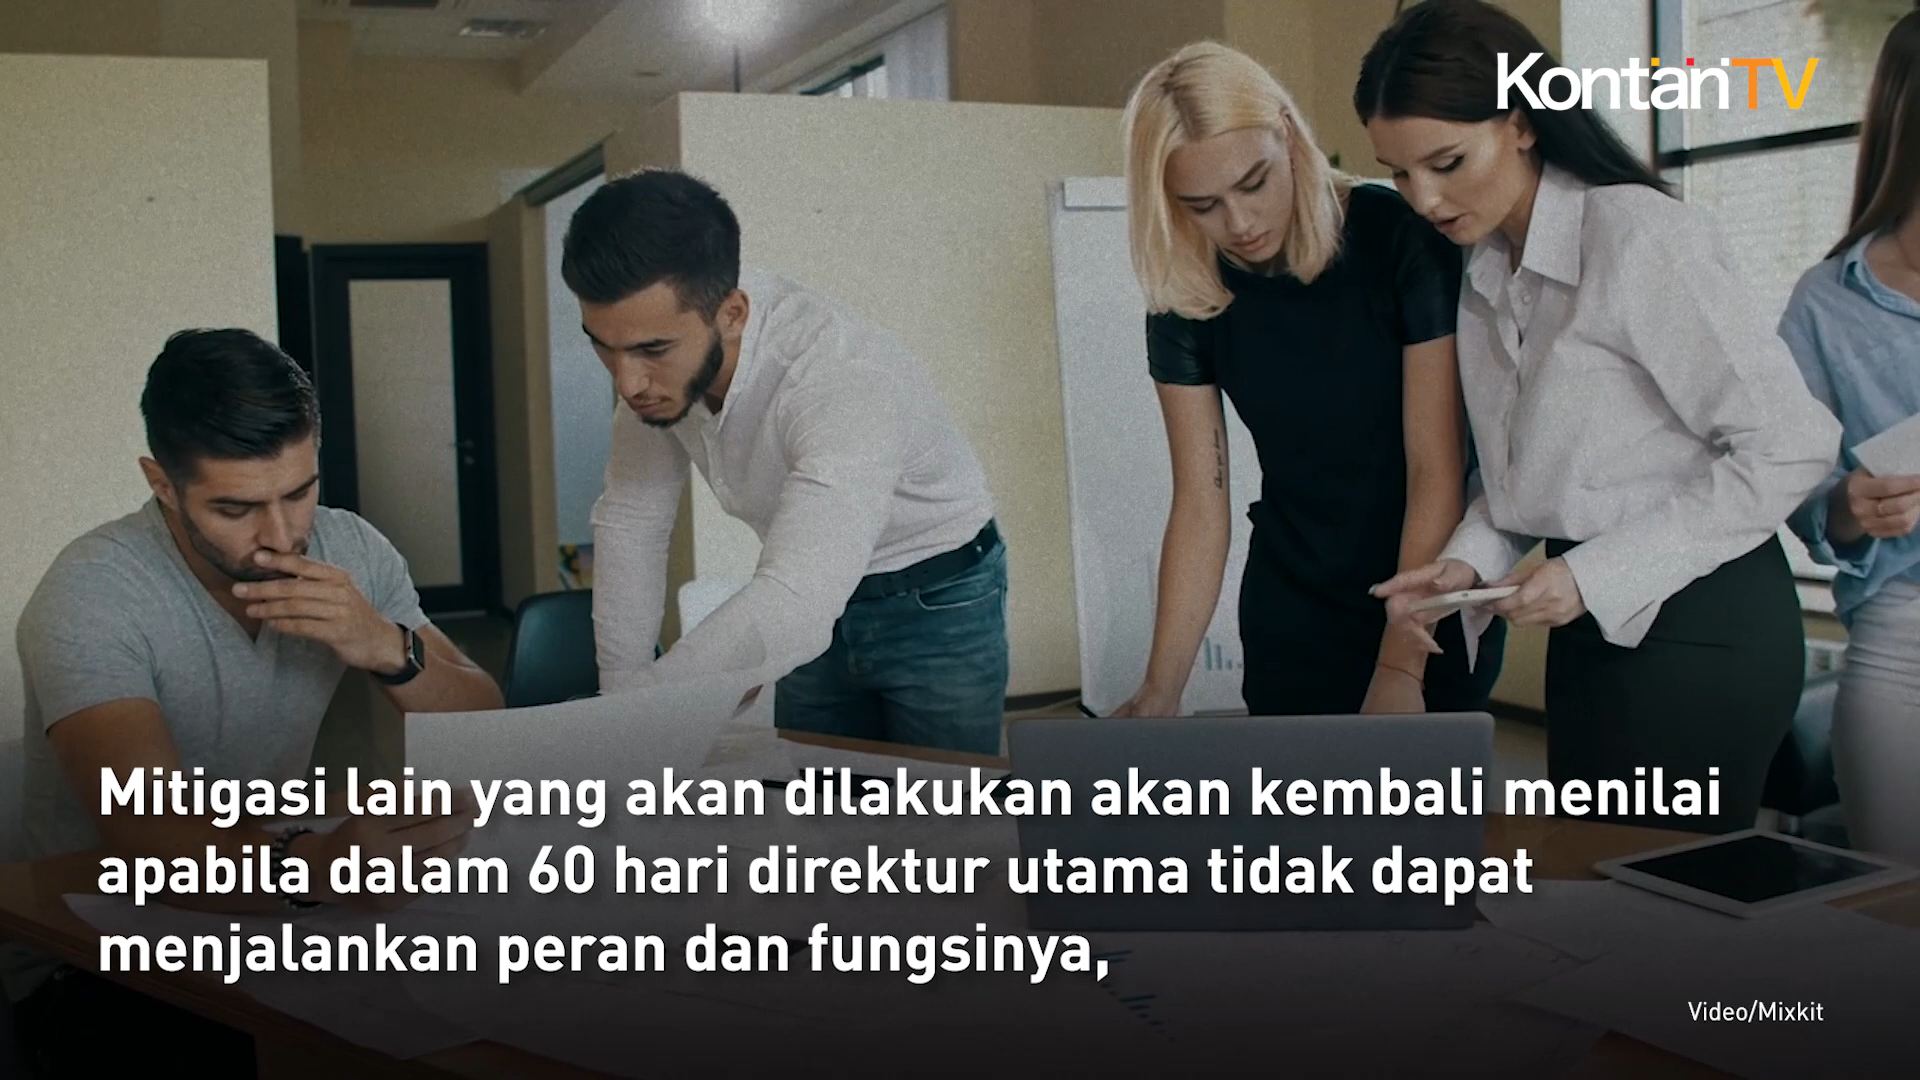 KontanTV
Mitigasi lain yang akan dilakukan akan kembali menilai
apabila dalam 60 hari direktur utama tidak dapat
menjalankan peran dan fungsinya,
Video/Mixkit